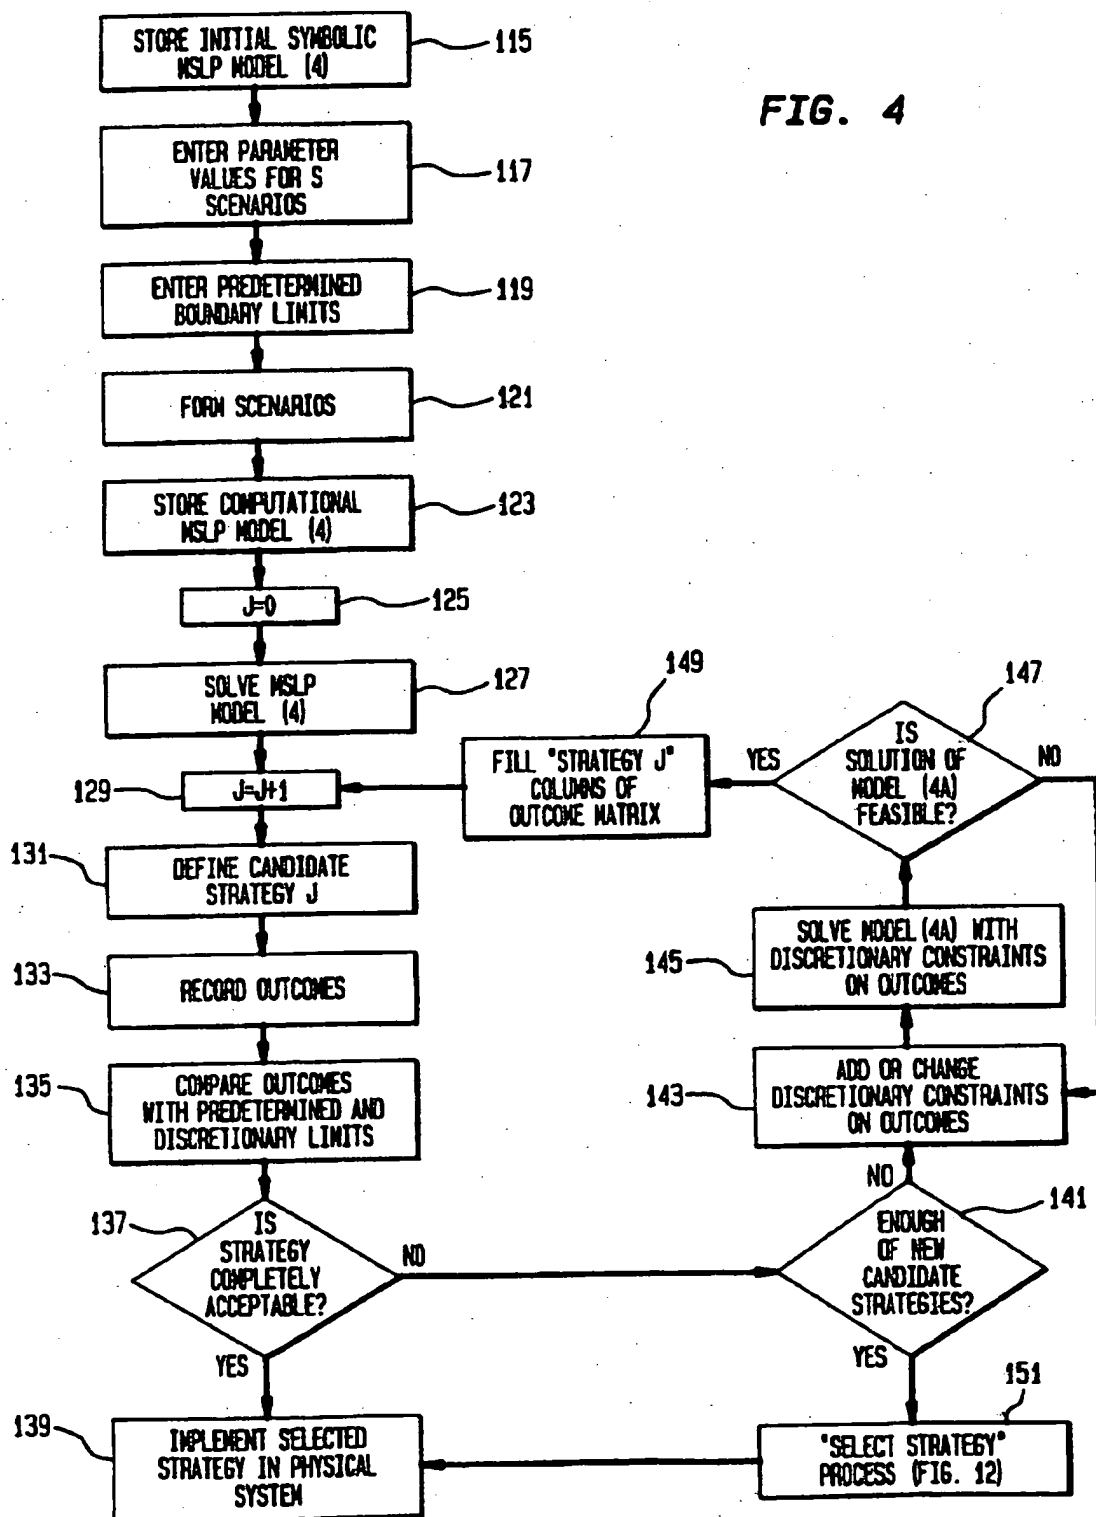 FIG. 4
STORE INITIAL SYMBOLIC
MSLP MODEL (4)
115
ENTER PARAMETER
VALUES FOR S
SCENARIOS
117
ENTER PREDETERMINED
BOUNDARY LIMITS
119
FORM SCENARIOS
121
STORE COMPUTATIONAL
MSLP MODEL (4)
123
J=0
125
SOLVE MSLP
MODEL (4)
127
J=J+1
129
DEFINE CANDIDATE
STRATEGY J
131
RECORD OUTCOMES
133
COMPARE OUTCOMES
WITH PREDETERMINED AND
DISCRETIONARY LIMITS
135
IS
STRATEGY
COMPLETELY
ACCEPTABLE?
137
NO
YES
IMPLEMENT SELECTED
STRATEGY IN PHYSICAL
SYSTEM
139
ENOUGH
OF NEW
CANDIDATE
STRATEGIES?
141
NO
YES
ADD OR CHANGE
DISCRETIONARY CONSTRAINTS
ON OUTCOMES
143
SOLVE MODEL (4A) WITH
DISCRETIONARY CONSTRAINTS
ON OUTCOMES
145
IS
SOLUTION OF
MODEL (4A)
FEASIBLE?
147
YES
NO
FILL "STRATEGY J"
COLUMNS OF
OUTCOME MATRIX
149
"SELECT STRATEGY"
PROCESS (FIG. 12)
151